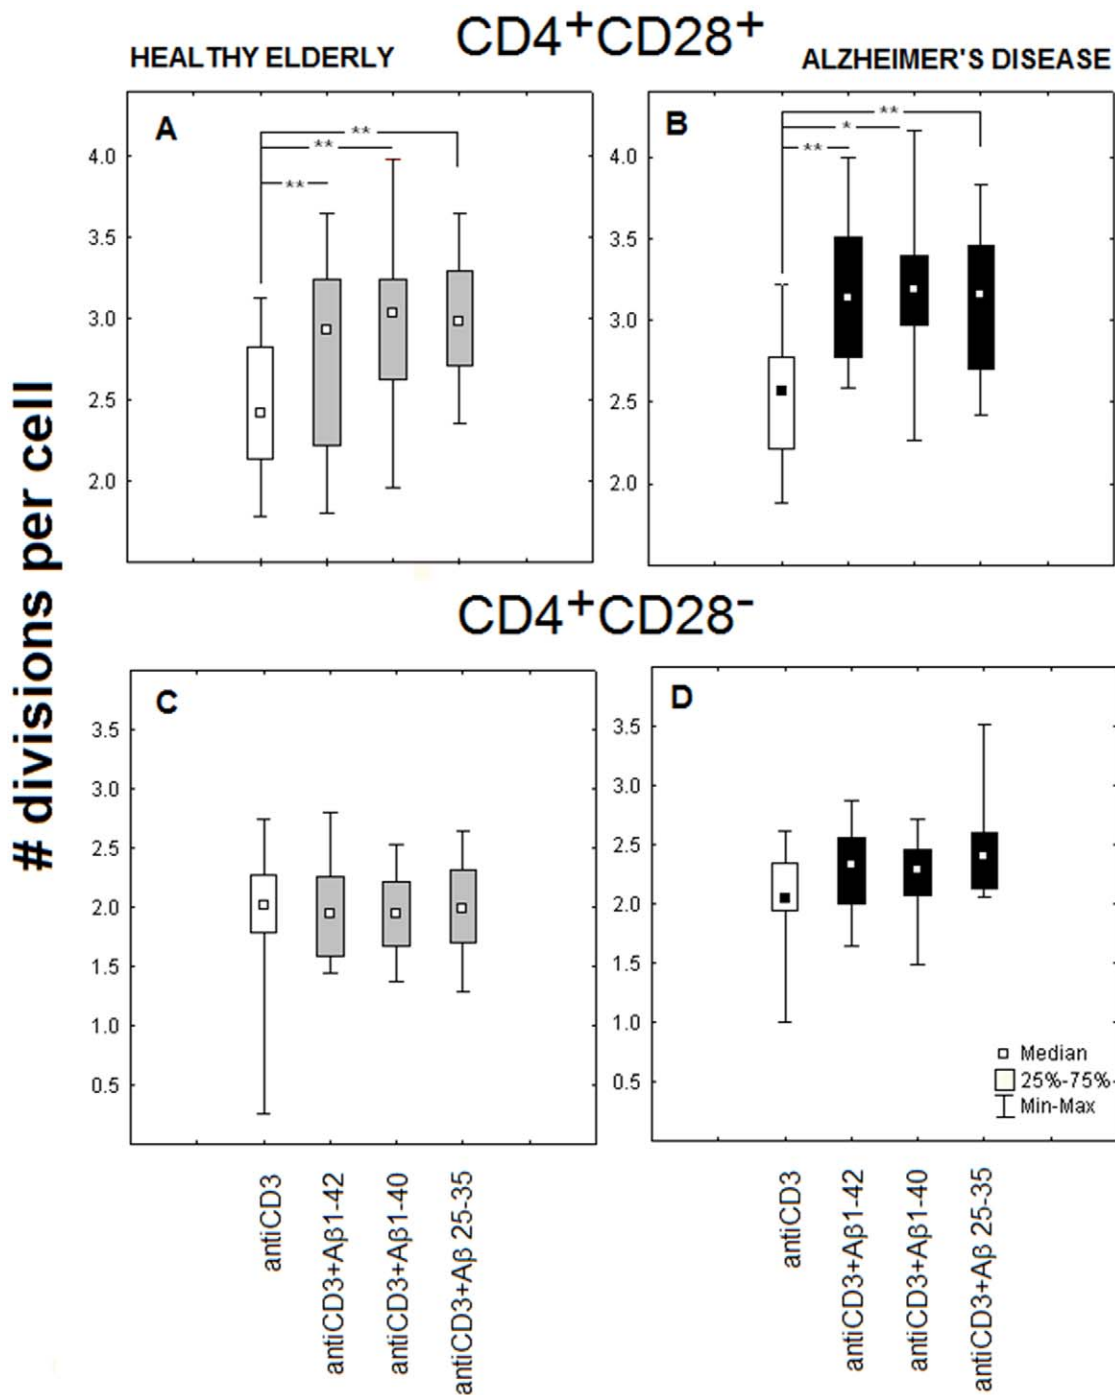 CD4+CD28+
HEALTHY ELDERLY
ALZHEIMER'S DISEASE
A
**
**
**
4.0
3.5
3.0
2.5
2.0
B
**
*
**
4.0
3.5
3.0
2.5
2.0
# divisions per cell
CD4+CD28-
C
3.5
3.0
2.5
2.0
1.5
1.0
0.5
D
3.5
3.0
2.5
2.0
1.5
1.0
0.5
Median
25%-75%-
Min-Max
antiCD3
antiCD3+Aβ1-42
antiCD3+Aβ1-40
antiCD3+Aβ 25-35
antiCD3
antiCD3+Aβ1-42
antiCD3+Aβ1-40
antiCD3+Aβ 25-35